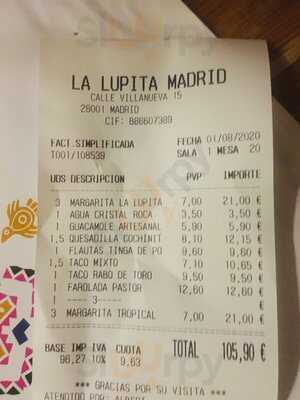 LA LUPITA MADRID
CALLE VILLANUEVA 15
28001 MADRID
CIF: B86607389
FACT.SIMPLIFICADA FECHA 01/08/2020
T001/108539 SALA 1 MESA 20
UDS DESCRIPCION PVP IMPORTE
3 MARGARITA LA LUPITA 7,00 21,00 €
1 AGUA CRISTAL ROCA 3,50 3,50 €
1 GUACAMOLE ARTESANAL 5,90 5,90 €
1,5 QUESADILLA COCHINIT 8,10 12,15 €
1 FLAUTAS TINGA DE PO 9,60 9,60 €
1,5 TACO MIXTO 7,10 10,65 €
1 TACO RABO DE TORO 9,50 9,50 €
1 FAROLADA PASTOR 12,60 12,60 €
1 ---- 3----- €
3 MARGARITA TROPICAL 7,00 21,00 €
BASE IMP IVA CUOTA TOTAL 105,90 €
96,27 10% 9.63
*** GRACIAS POR SU VISITA ***
ATENDIDO POR: